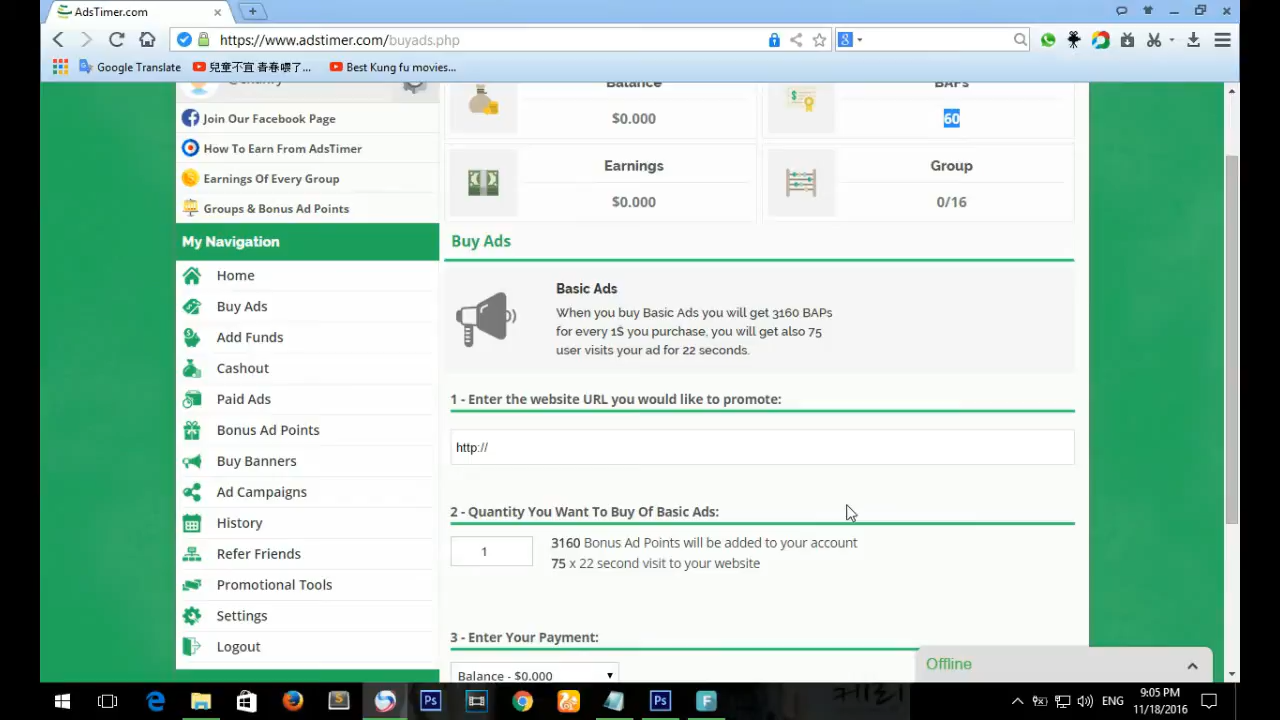 AdsTimer.com
https://www.adstimer.com/buyads.php
Google Translate
兒童不宜 青春喂了...
Best Kung fu movies...
Balance
BAPs
$0.000
60
Join Our Facebook Page
How To Earn From AdsTimer
Earnings
Group
Earnings Of Every Group
$0.000
0/16
Groups & Bonus Ad Points
My Navigation
Buy Ads
Home
Buy Ads
Add Funds
Cashout
Paid Ads
Bonus Ad Points
Buy Banners
Ad Campaigns
History
Refer Friends
Promotional Tools
Settings
Logout
Basic Ads
When you buy Basic Ads you will get 3160 BAPs
for every 1$ you purchase, you will get also 75
user visits your ad for 22 seconds.
1 - Enter the website URL you would like to promote:
http://
2 - Quantity You Want To Buy Of Basic Ads:
1
3160 Bonus Ad Points will be added to your account
75 x 22 second visit to your website
3 - Enter Your Payment:
Balance - $0.000
Offline
ENG
9:05 PM
11/18/2016